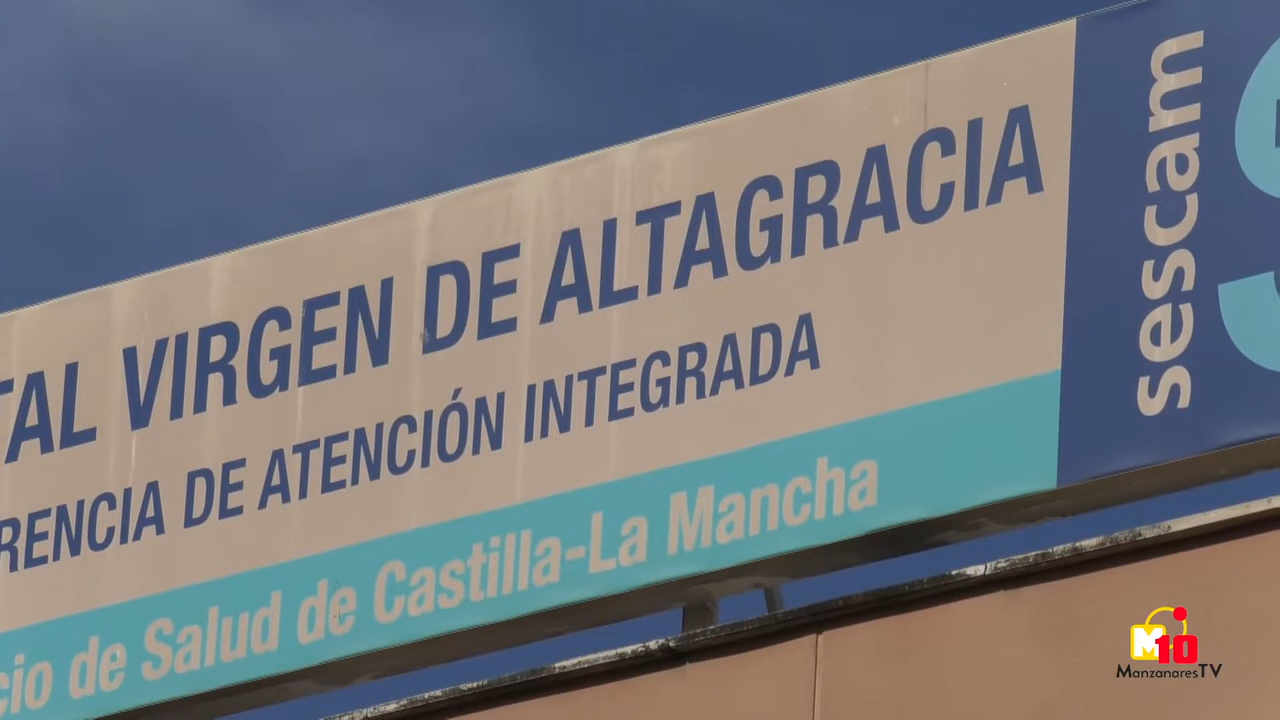 TAL VIRGEN DE ALTAGRACIA
RENCIA DE ATENCIÓN INTEGRADA
cio de Salud de Castilla-La Mancha
sescam
M10
ManzanaresTV